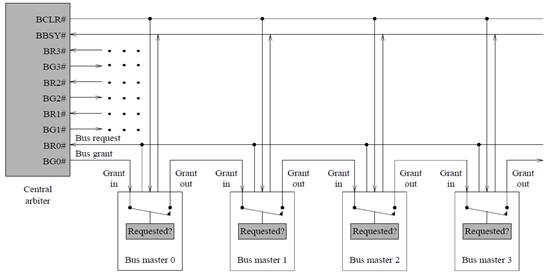 BCLR#
BBSY#
BR3#
BG3#
BR2#
BG2#
BR1#
BG1#
Bus request
BR0#
Bus grant
BG0#
Central
arbiter
Grant
in
Grant
out
Grant
in
Grant
out
Grant
in
Grant
out
Grant
in
Grant
out
Requested?
Requested?
Requested?
Requested?
Bus master 0
Bus master 1
Bus master 2
Bus master 3